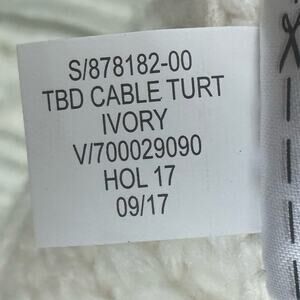 S/878182-00
TBD CABLE TURT
IVORY
V/700029090
HOL 17
09/17